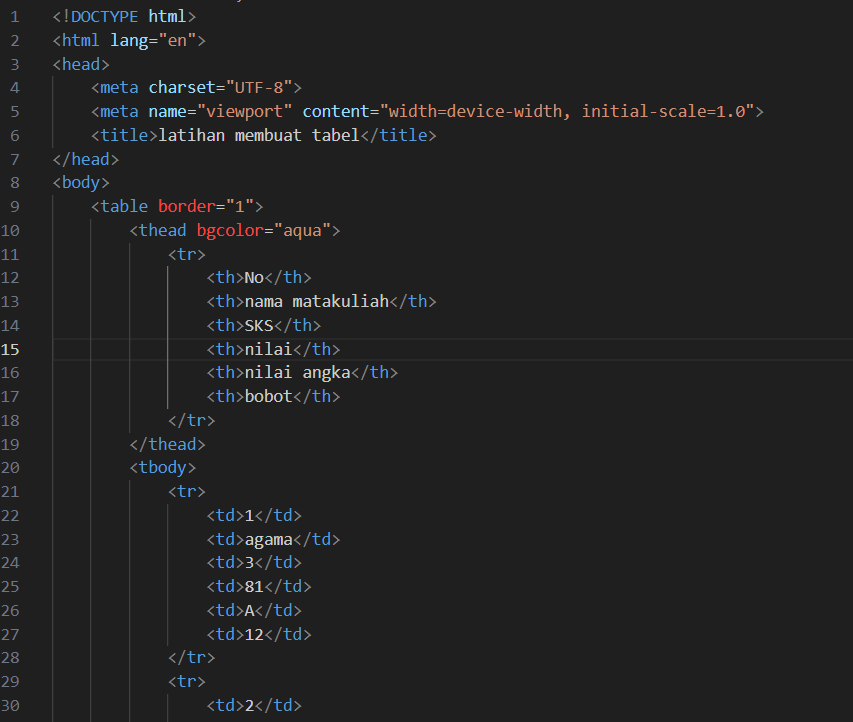 1 <!DOCTYPE html>
2 <html lang="en">
3 <head>
4     <meta charset="UTF-8">
5     <meta name="viewport" content="width=device-width, initial-scale=1.0">
6     <title>latihan membuat tabel</title>
7 </head>
8 <body>
9     <table border="1">
10         <thead bgcolor="aqua">
11             <tr>
12                 <th>No</th>
13                 <th>nama matakuliah</th>
14                 <th>SKS</th>
15                 <th>nilai</th>
16                 <th>nilai angka</th>
17                 <th>bobot</th>
18             </tr>
19         </thead>
20         <tbody>
21             <tr>
22                 <td>1</td>
23                 <td>agama</td>
24                 <td>3</td>
25                 <td>81</td>
26                 <td>A</td>
27                 <td>12</td>
28             </tr>
29             <tr>
30                 <td>2</td>